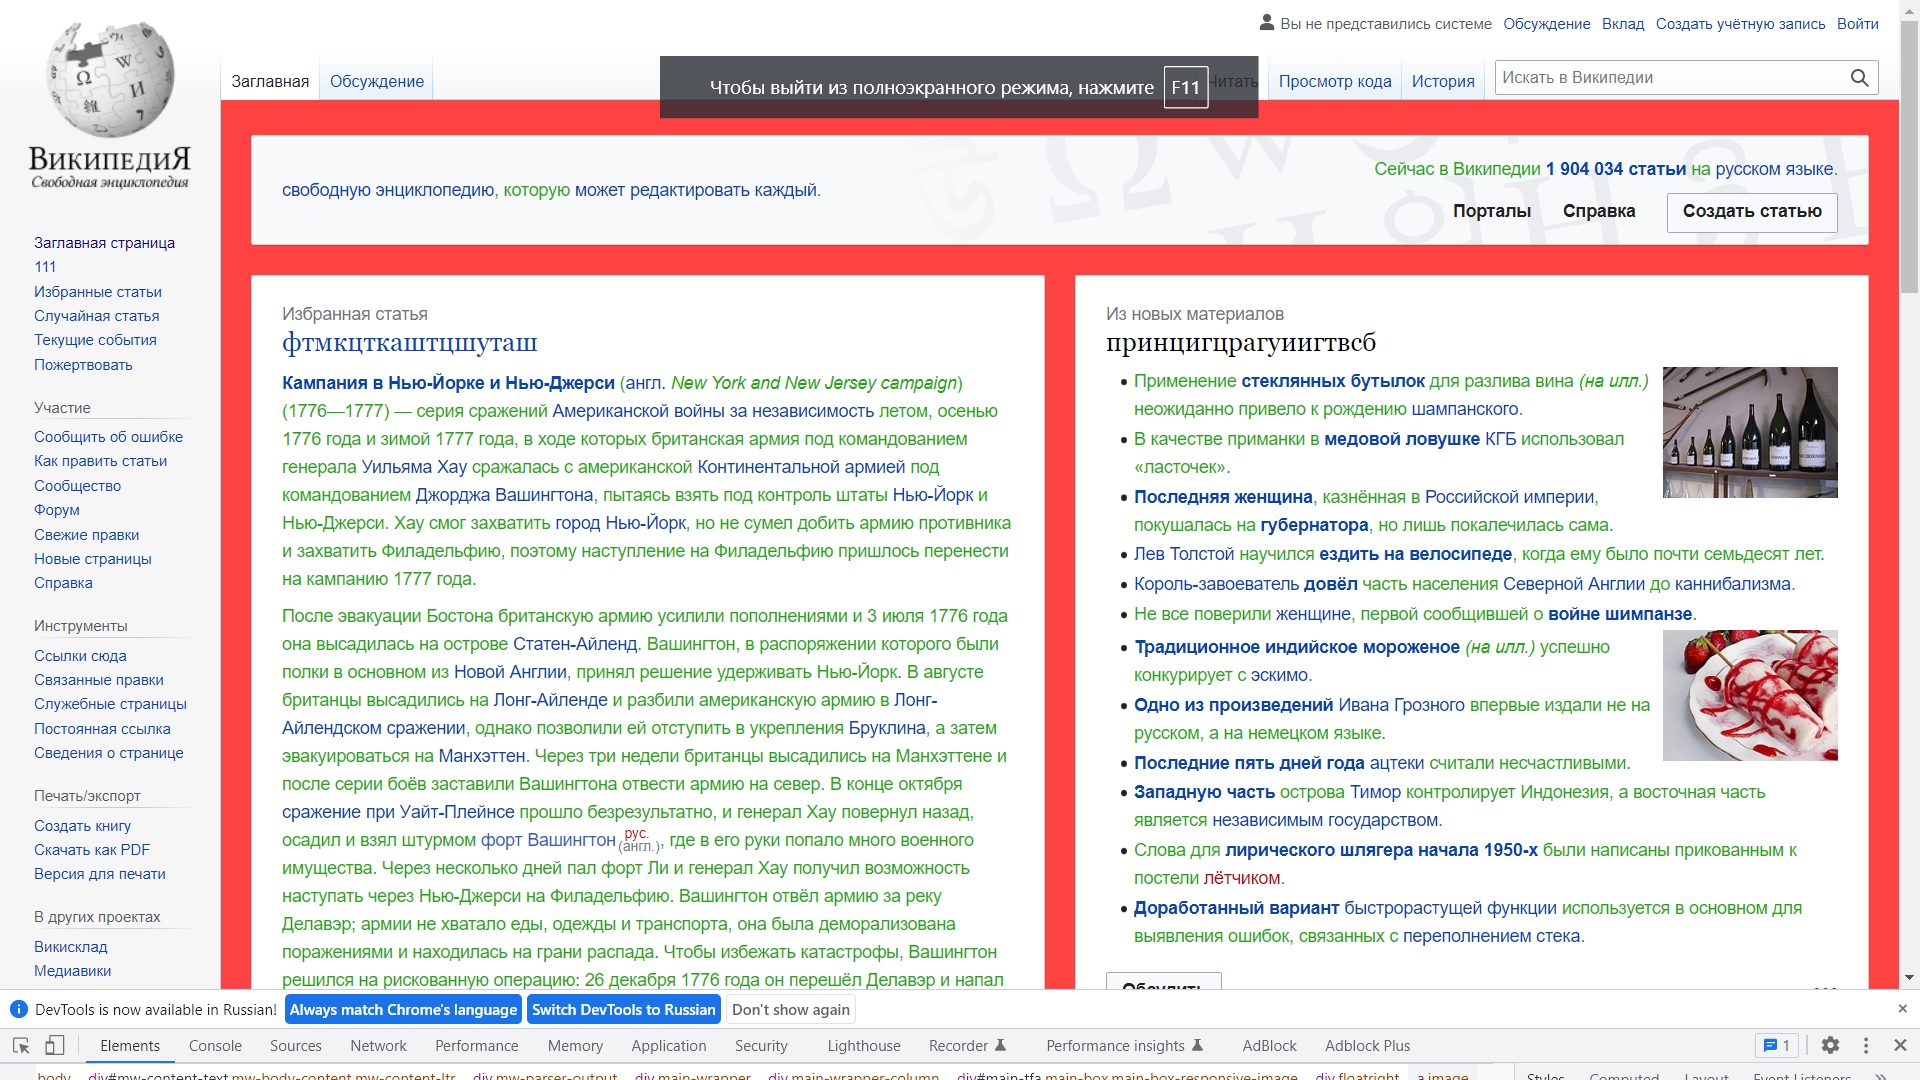 Вы не представились системе Обсуждение Вклад Создать учётную запись Войти
Заглавная Обсуждение Читать Просмотр кода История Искать в Википедии
Чтобы выйти из полноэкранного режима, нажмите F11
ВикипедиЯ
Свободная энциклопедия
Заглавная страница
111
Избранные статьи
Случайная статья
Текущие события
Пожертвовать
Участие
Сообщить об ошибке
Как править статьи
Сообщество
Форум
Свежие правки
Новые страницы
Справка
Инструменты
Ссылки сюда
Связанные правки
Служебные страницы
Постоянная ссылка
Сведения о странице
Печать/экспорт
Создать книгу
Скачать как PDF
Версия для печати
В других проектах
Викисклад
Медиавики
свободную энциклопедию, которую может редактировать каждый.
Сейчас в Википедии 1 904 034 статьи на русском языке.
Порталы Справка Создать статью
Избранная статья
фтмкцткаштцшуташ
Кампания в Нью-Йорке и Нью-Джерси (англ. New York and New Jersey campaign)
(1776—1777) — серия сражений Американской войны за независимость летом, осенью
1776 года и зимой 1777 года, в ходе которых британская армия под командованием
генерала Уильяма Хау сражалась с американской Континентальной армией под
командованием Джорджа Вашингтона, пытаясь взять под контроль штаты Нью-Йорк и
Нью-Джерси. Хау смог захватить город Нью-Йорк, но не сумел добить армию противника
и захватить Филадельфию, поэтому наступление на Филадельфию пришлось перенести
на кампанию 1777 года.
После эвакуации Бостона британскую армию усилили пополнениями и 3 июля 1776 года
она высадилась на острове Статен-Айленд. Вашингтон, в распоряжении которого были
полки в основном из Новой Англии, принял решение удерживать Нью-Йорк. В августе
британцы высадились на Лонг-Айленде и разбили американскую армию в Лонг-
Айлендском сражении, однако позволили ей отступить в укрепления Бруклина, а затем
эвакуироваться на Манхэттен. Через три недели британцы высадились на Манхэттене и
после серии боёв заставили Вашингтона отвести армию на север. В конце октября
сражение при Уайт-Плейнсе прошло безрезультатно, и генерал Хау повернул назад,
осадил и взял штурмом форт Вашингтон рус. (англ.), где в его руки попало много военного
имущества. Через несколько дней пал форт Ли и генерал Хау получил возможность
наступать через Нью-Джерси на Филадельфию. Вашингтон отвёл армию за реку
Делавэр; армии не хватало еды, одежды и транспорта, она была деморализована
поражениями и находилась на грани распада. Чтобы избежать катастрофы, Вашингтон
решился на рискованную операцию: 26 декабря 1776 года он перешёл Делавэр и напал
Из новых материалов
принцигцрагуиигтвсб
Применение стеклянных бутылок для разлива вина (на илл.)
неожиданно привело к рождению шампанского.
В качестве приманки в медовой ловушке КГБ использовал
«ласточек».
Последняя женщина, казнённая в Российской империи,
покушалась на губернатора, но лишь покалечилась сама.
Лев Толстой научился ездить на велосипеде, когда ему было почти семьдесят лет.
Король-завоеватель довёл часть населения Северной Англии до каннибализма.
Не все поверили женщине, первой сообщившей о войне шимпанзе.
Традиционное индийское мороженое (на илл.) успешно
конкурирует с эскимо.
Одно из произведений Ивана Грозного впервые издали не на
русском, а на немецком языке.
Последние пять дней года ацтеки считали несчастливыми.
Западную часть острова Тимор контролирует Индонезия, а восточная часть
является независимым государством.
Слова для лирического шлягера начала 1950-х были написаны прикованным к
постели лётчиком.
Доработанный вариант быстрорастущей функции используется в основном для
выявления ошибок, связанных с переполнением стека.
Обсудить
DevTools is now available in Russian! Always match Chrome's language Switch DevTools to Russian Don't show again
Elements Console Sources Network Performance Memory Application Security Lighthouse Recorder Performance insights AdBlock Adblock Plus 1
body div#mw-content-text.mw-body-content.mw-content-ltr div.mw-parser-output div.main-wrapper div.main-wrapper-column div#main-tfa.main-box.main-box-responsive-image div.floatright a.image Styles Computed Layout Event Listeners